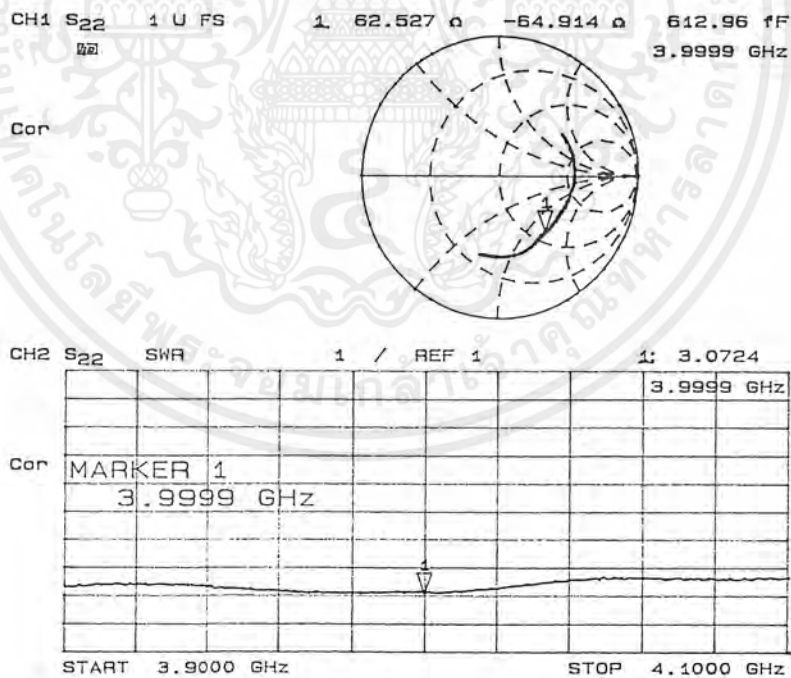 CH1 S22 1 U FS 1 62.527 Ω -64.914 Ω 612.96 fF
3.9999 GHz
Cor
1
CH2 S22 SWR 1 / REF 1 1: 3.0724
3.9999 GHz
Cor
MARKER 1
3.9999 GHz
1
START 3.9000 GHz STOP 4.1000 GHz